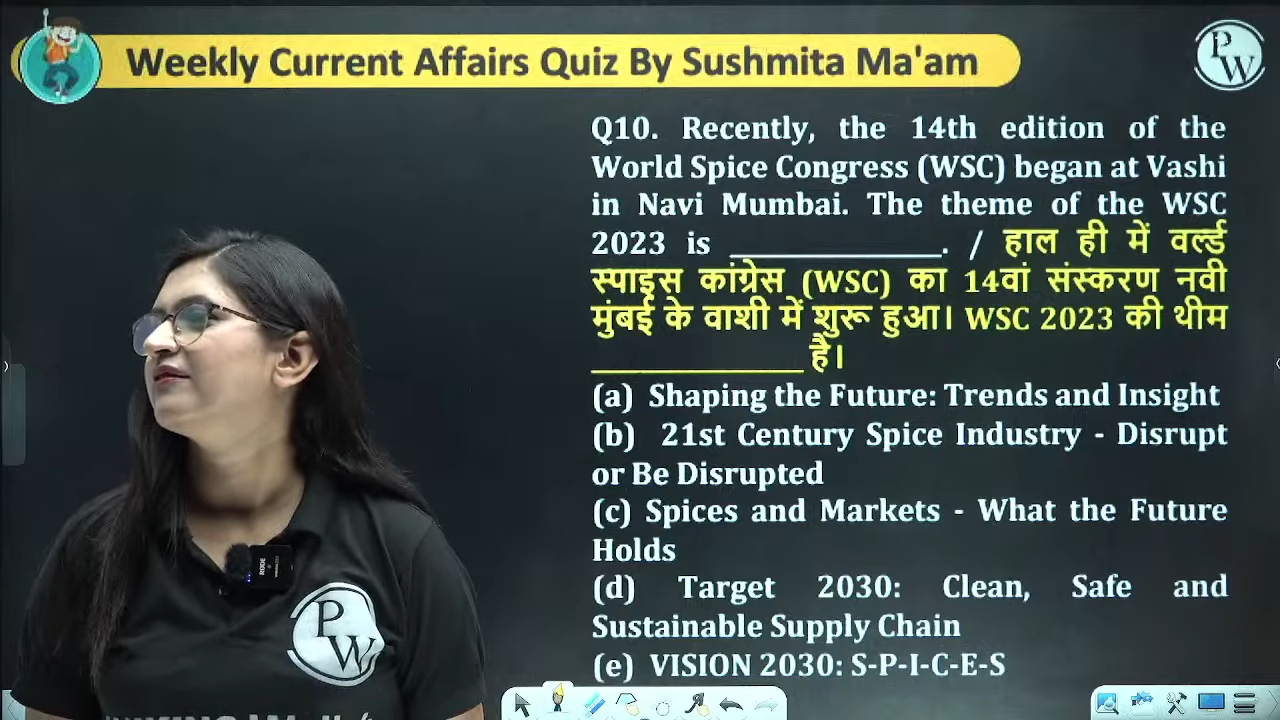 Weekly Current Affairs Quiz By Sushmita Ma'am
PW
Q10. Recently, the 14th edition of the
World Spice Congress (WSC) began at Vashi
in Navi Mumbai. The theme of the WSC
2023 is ______________. / हाल ही में वर्ल्ड
स्पाइस कांग्रेस (WSC) का 14वां संस्करण नवी
मुंबई के वाशी में शुरू हुआ। WSC 2023 की थीम
______________ है।
(a) Shaping the Future: Trends and Insight
(b) 21st Century Spice Industry - Disrupt
or Be Disrupted
(c) Spices and Markets - What the Future
Holds
(d) Target 2030: Clean, Safe and
Sustainable Supply Chain
(e) VISION 2030: S-P-I-C-E-S
RODE
PW